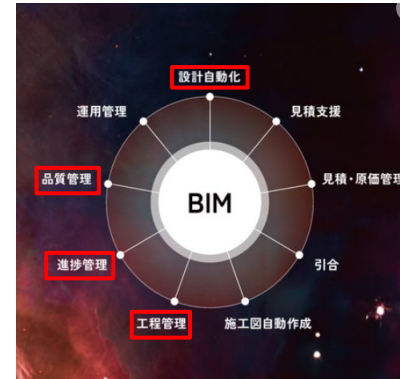 設計自動化
運用管理
見積支援
品質管理
見積・原価管理
BIM
進捗管理
引合
工程管理
施工図自動作成